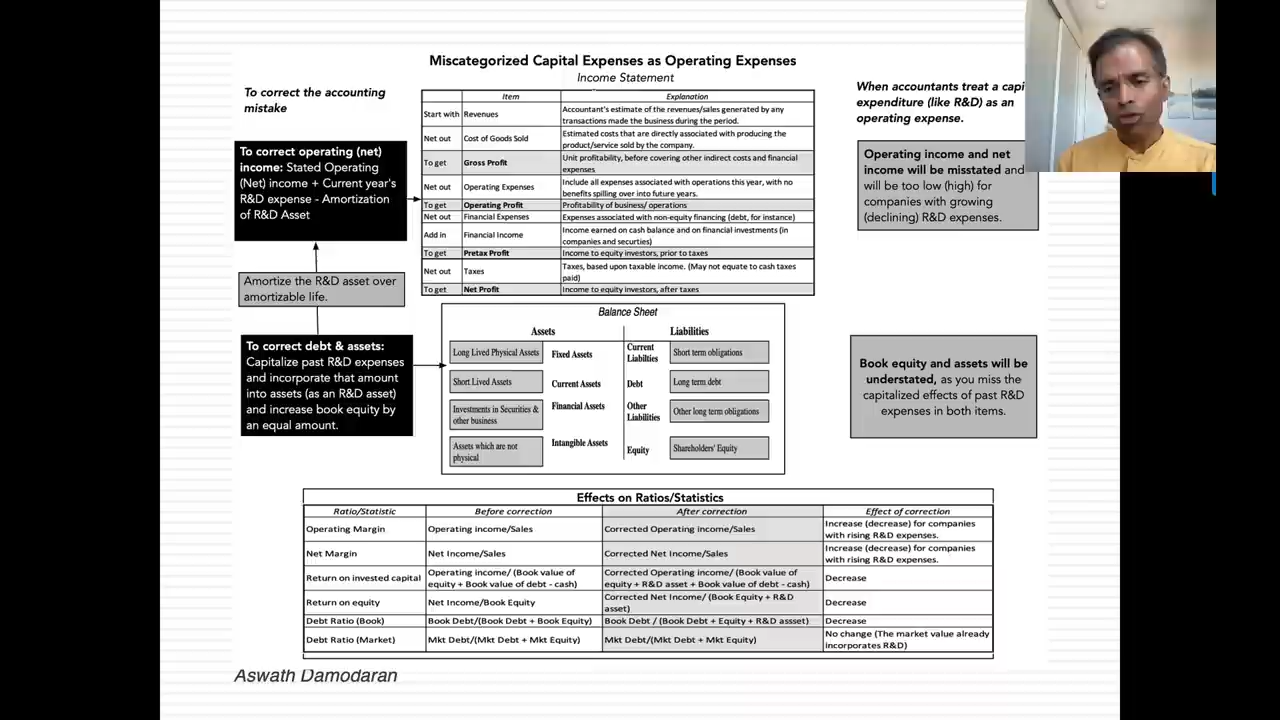 Miscategorized Capital Expenses as Operating Expenses
Income Statement
To correct the accounting
mistake
To correct operating (net)
income: Stated Operating
(Net) income + Current year's
R&D expense - Amortization
of R&D Asset
Amortize the R&D asset over
amortizable life.
To correct debt & assets:
Capitalize past R&D expenses
and incorporate that amount
into assets (as an R&D asset)
and increase book equity by
an equal amount.
Item Explanation
Start with Revenues Accountant's estimate of the revenues/sales generated by any
transactions made the business during the period.
Net out Cost of Goods Sold Estimated costs that are directly associated with producing the
product/service sold by the company.
To get Gross Profit Unit profitability, before covering other indirect costs and financial
expenses
Net out Operating Expenses Include all expenses associated with operations this year, with no
benefits spilling over into future years.
To get Operating Profit Profitability of business/ operations
Net out Financial Expenses Expenses associated with non-equity financing (debt, for instance)
Add in Financial Income Income earned on cash balance and on financial investments (in
companies and securties)
To get Pretax Profit Income to equity investors, prior to taxes
Net out Taxes Taxes, based upon taxable income. (May not equate to cash taxes
paid)
To get Net Profit Income to equity investors, after taxes
Balance Sheet
Assets Liabilities
Long Lived Physical Assets Fixed Assets Current
Liabilties Short term obligations
Short Lived Assets Current Assets Debt Long term debt
Investments in Securities &
other business Financial Assets Other
Liabilities Other long term obligations
Assets which are not
physical Intangible Assets Equity Shareholders' Equity
When accountants treat a capi
expenditure (like R&D) as an
operating expense.
Operating income and net
income will be misstated and
will be too low (high) for
companies with growing
(declining) R&D expenses.
Book equity and assets will be
understated, as you miss the
capitalized effects of past R&D
expenses in both items.
Effects on Ratios/Statistics
Ratio/Statistic Before correction After correction Effect of correction
Operating Margin Operating income/Sales Corrected Operating income/Sales Increase (decrease) for companies
with rising R&D expenses.
Net Margin Net Income/Sales Corrected Net Income/Sales Increase (decrease) for companies
with rising R&D expenses.
Return on invested capital Operating income/ (Book value of
equity + Book value of debt - cash) Corrected Operating income/ (Book value of
equity + R&D asset + Book value of debt - cash) Decrease
Return on equity Net Income/Book Equity Corrected Net Income/ (Book Equity + R&D
asset) Decrease
Debt Ratio (Book) Book Debt/(Book Debt + Book Equity) Book Debt / (Book Debt + Equity + R&D assset) Decrease
Debt Ratio (Market) Mkt Debt/(Mkt Debt + Mkt Equity) Mkt Debt/(Mkt Debt + Mkt Equity) No change (The market value already
incorporates R&D)
Aswath Damodaran